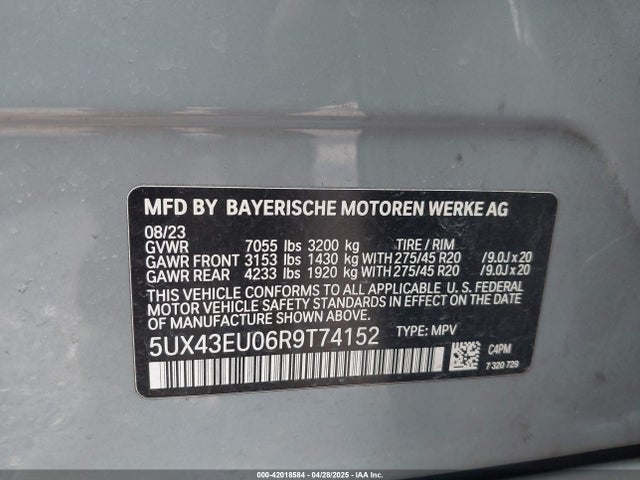 MFD BY BAYERISCHE MOTOREN WERKE AG
08/23
GVWR 7055 lbs 3200 kg TIRE / RIM
GAWR FRONT 3153 lbs 1430 kg WITH 275/45 R20 /9.0J x 20
GAWR REAR 4233 lbs 1920 kg WITH 275/45 R20 /9.0J x 20
THIS VEHICLE CONFORMS TO ALL APPLICABLE U. S. FEDERAL
MOTOR VEHICLE SAFETY STANDARDS IN EFFECT ON THE DATE
OF MANUFACTURE SHOWN ABOVE.
5UX43EU06R9T74152 TYPE: MPV
C4PM
7 320 729
000-42018584 | 04/28/2025 - IAA Inc.